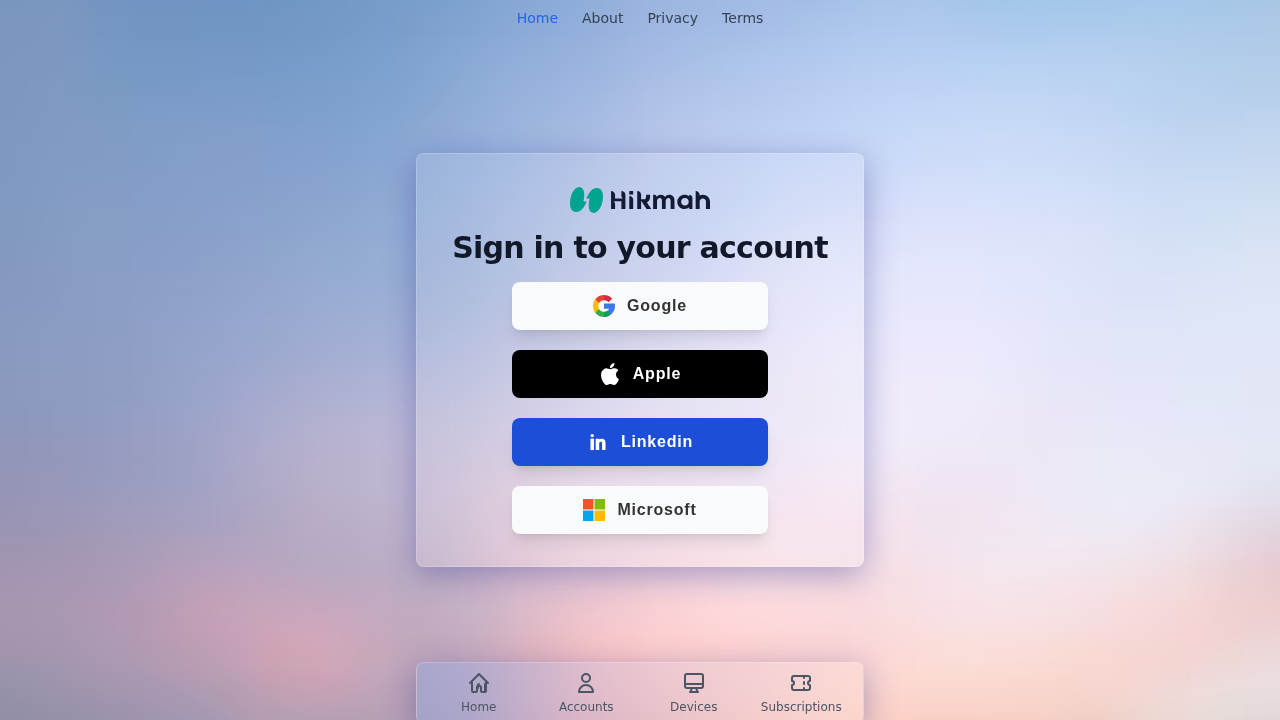 Home About Privacy Terms
Hikmah
Sign in to your account
Google
Apple
Linkedin
Microsoft
Home Accounts Devices Subscriptions